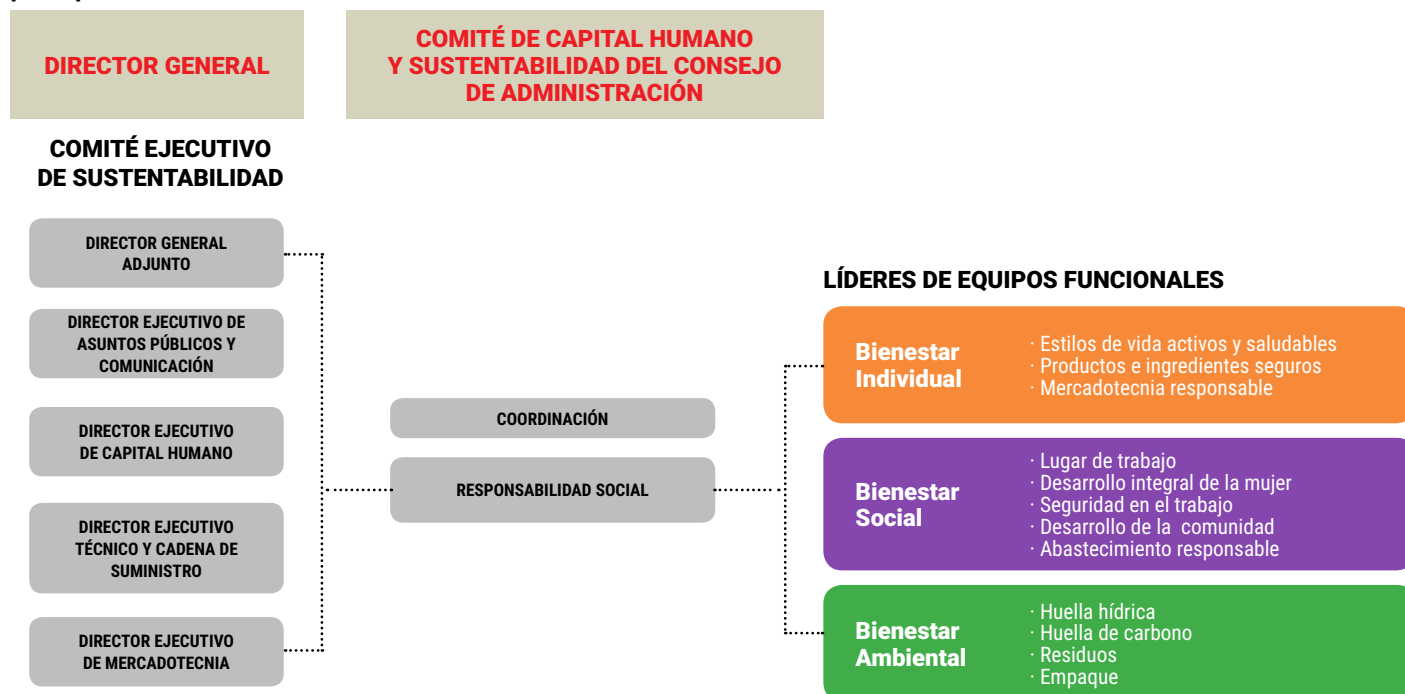 DIRECTOR GENERAL
COMITÉ DE CAPITAL HUMANO
Y SUSTENTABILIDAD DEL CONSEJO
DE ADMINISTRACIÓN
COMITÉ EJECUTIVO
DE SUSTENTABILIDAD
DIRECTOR GENERAL
ADJUNTO
DIRECTOR EJECUTIVO DE
ASUNTOS PÚBLICOS Y
COMUNICACIÓN
DIRECTOR EJECUTIVO
DE CAPITAL HUMANO
DIRECTOR EJECUTIVO
TÉCNICO Y CADENA DE
SUMINISTRO
DIRECTOR EJECUTIVO
DE MERCADOTECNIA
COORDINACIÓN
RESPONSABILIDAD SOCIAL
LÍDERES DE EQUIPOS FUNCIONALES
Bienestar
Individual
· Estilos de vida activos y saludables
· Productos e ingredientes seguros
· Mercadotecnia responsable
Bienestar
Social
· Lugar de trabajo
· Desarrollo integral de la mujer
· Seguridad en el trabajo
· Desarrollo de la comunidad
· Abastecimiento responsable
Bienestar
Ambiental
· Huella hídrica
· Huella de carbono
· Residuos
· Empaque